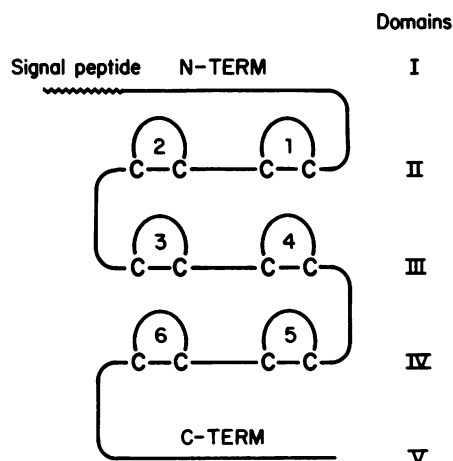 Domains
Signal peptide N-TERM I
2 1
C-C C-C II
3 4
C-C C-C III
6 5
C-C C-C IV
C-TERM V